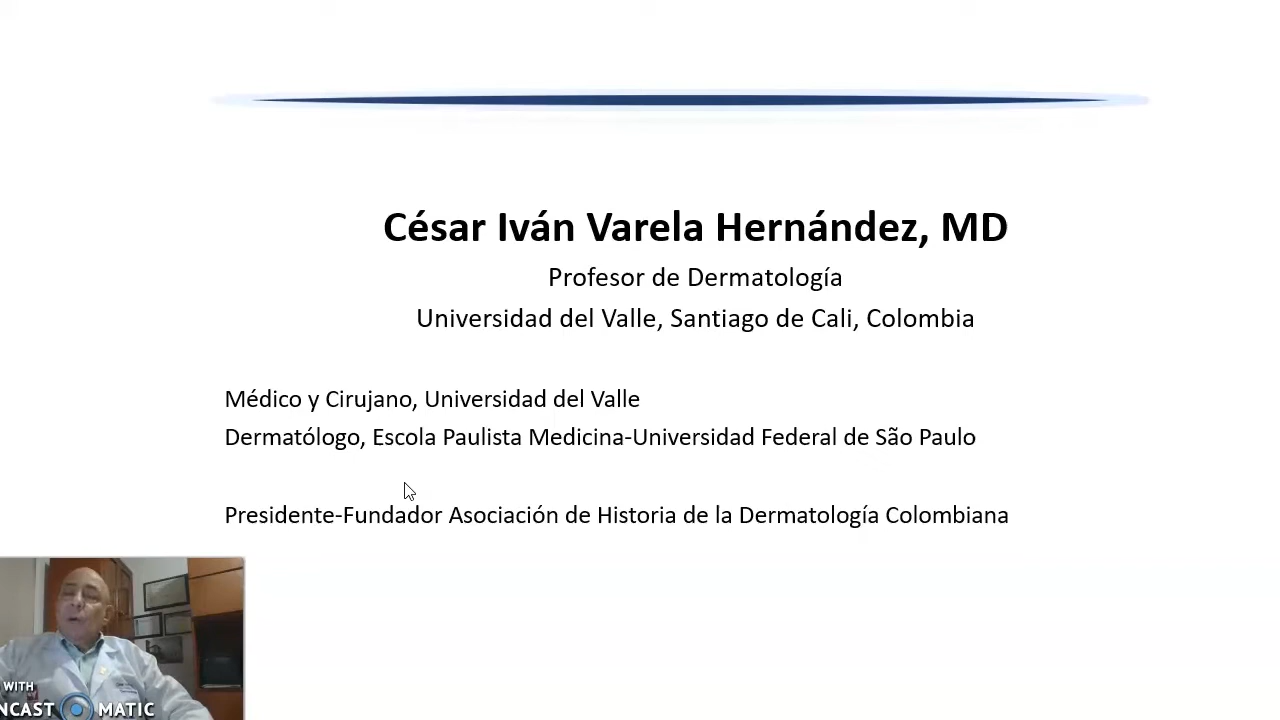 César Iván Varela Hernández, MD
Profesor de Dermatología
Universidad del Valle, Santiago de Cali, Colombia
Médico y Cirujano, Universidad del Valle
Dermatólogo, Escola Paulista Medicina-Universidad Federal de São Paulo
Presidente-Fundador Asociación de Historia de la Dermatología Colombiana
WITH
NCAST MATIC